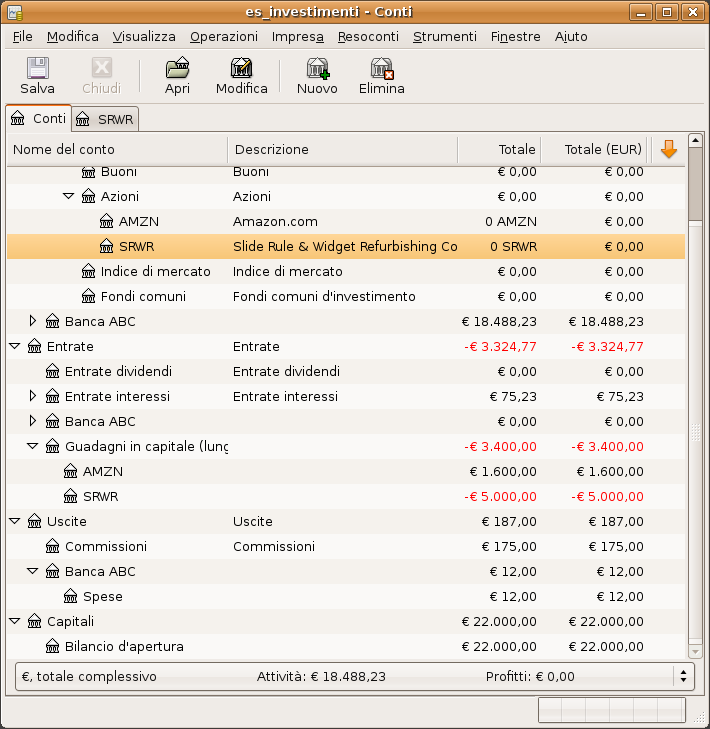 es_investimenti - Conti
File Modifica Visualizza Operazioni Impresa Resoconti Strumenti Finestre Aiuto
Salva Chiudi Apri Modifica Nuovo Elimina
Conti SRWR
Nome del conto Descrizione Totale Totale (EUR)
Buoni Buoni € 0,00 € 0,00
Azioni Azioni € 0,00 € 0,00
AMZN Amazon.com 0 AMZN € 0,00
SRWR Slide Rule & Widget Refurbishing Co 0 SRWR € 0,00
Indice di mercato Indice di mercato € 0,00 € 0,00
Fondi comuni Fondi comuni d'investimento € 0,00 € 0,00
Banca ABC € 18.488,23 € 18.488,23
Entrate Entrate -€ 3.324,77 -€ 3.324,77
Entrate dividendi Entrate dividendi € 0,00 € 0,00
Entrate interessi Entrate interessi € 75,23 € 75,23
Banca ABC € 0,00 € 0,00
Guadagni in capitale (lung -€ 3.400,00 -€ 3.400,00
AMZN € 1.600,00 € 1.600,00
SRWR -€ 5.000,00 -€ 5.000,00
Uscite Uscite € 187,00 € 187,00
Commissioni Commissioni € 175,00 € 175,00
Banca ABC € 12,00 € 12,00
Spese € 12,00 € 12,00
Capitali € 22.000,00 € 22.000,00
Bilancio d'apertura € 22.000,00 € 22.000,00
€, totale complessivo Attività: € 18.488,23 Profitti: € 0,00